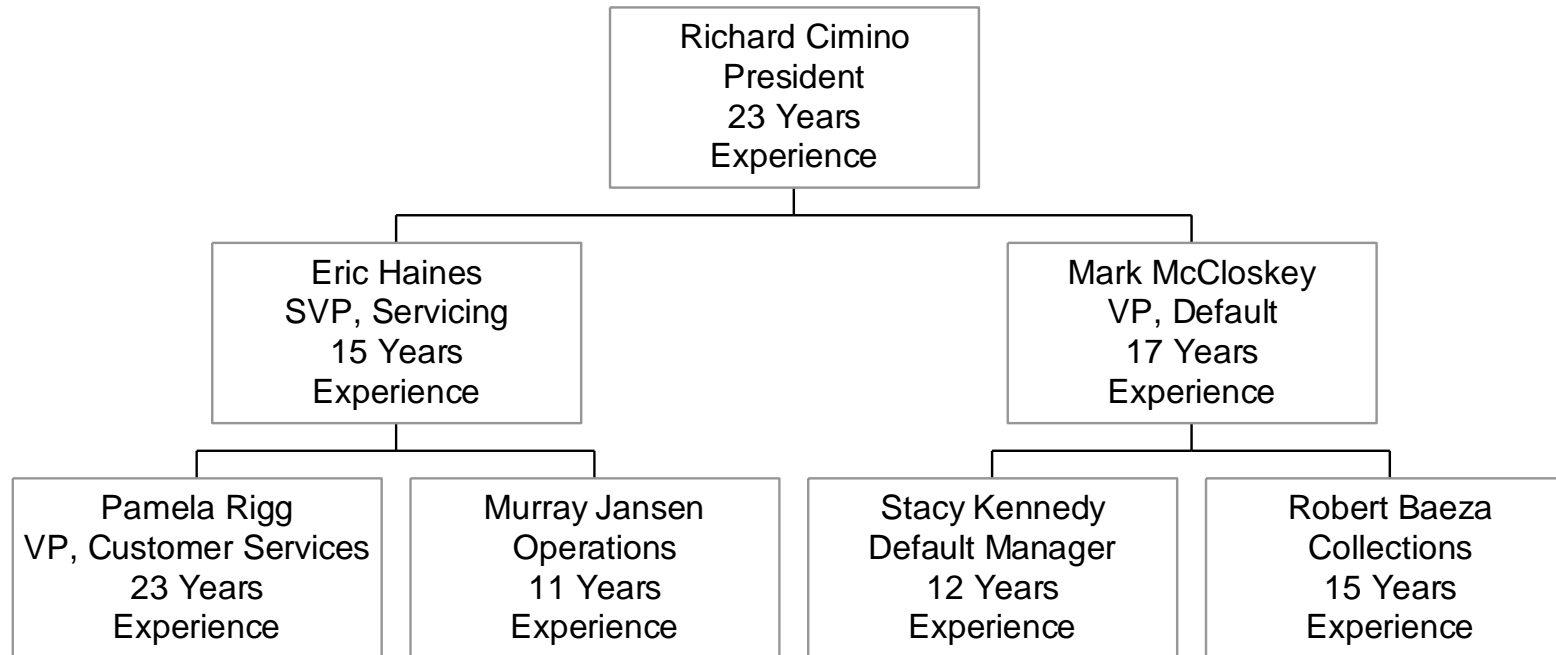 Richard Cimino
President
23 Years
Experience
Eric Haines
SVP, Servicing
15 Years
Experience
Mark McCloskey
VP, Default
17 Years
Experience
Pamela Rigg
VP, Customer Services
23 Years
Experience
Murray Jansen
Operations
11 Years
Experience
Stacy Kennedy
Default Manager
12 Years
Experience
Robert Baeza
Collections
15 Years
Experience